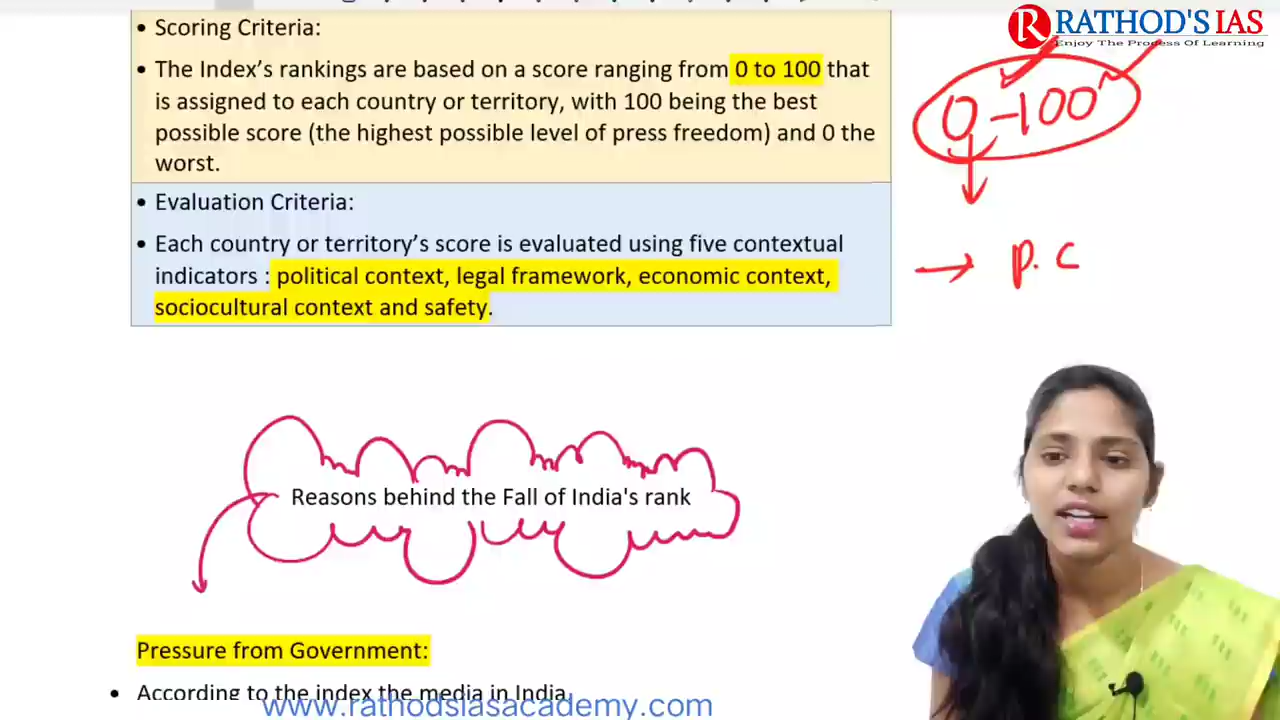 RATHOD'S IAS
Enjoy The Process Of Learning
• Scoring Criteria:
• The Index's rankings are based on a score ranging from 0 to 100 that
is assigned to each country or territory, with 100 being the best
possible score (the highest possible level of press freedom) and 0 the
worst.
0-100
• Evaluation Criteria:
• Each country or territory's score is evaluated using five contextual
indicators : political context, legal framework, economic context,
sociocultural context and safety.
→ P. C
Reasons behind the Fall of India's rank
Pressure from Government:
• According to the index the media in India
www.rathodsiasacademy.com